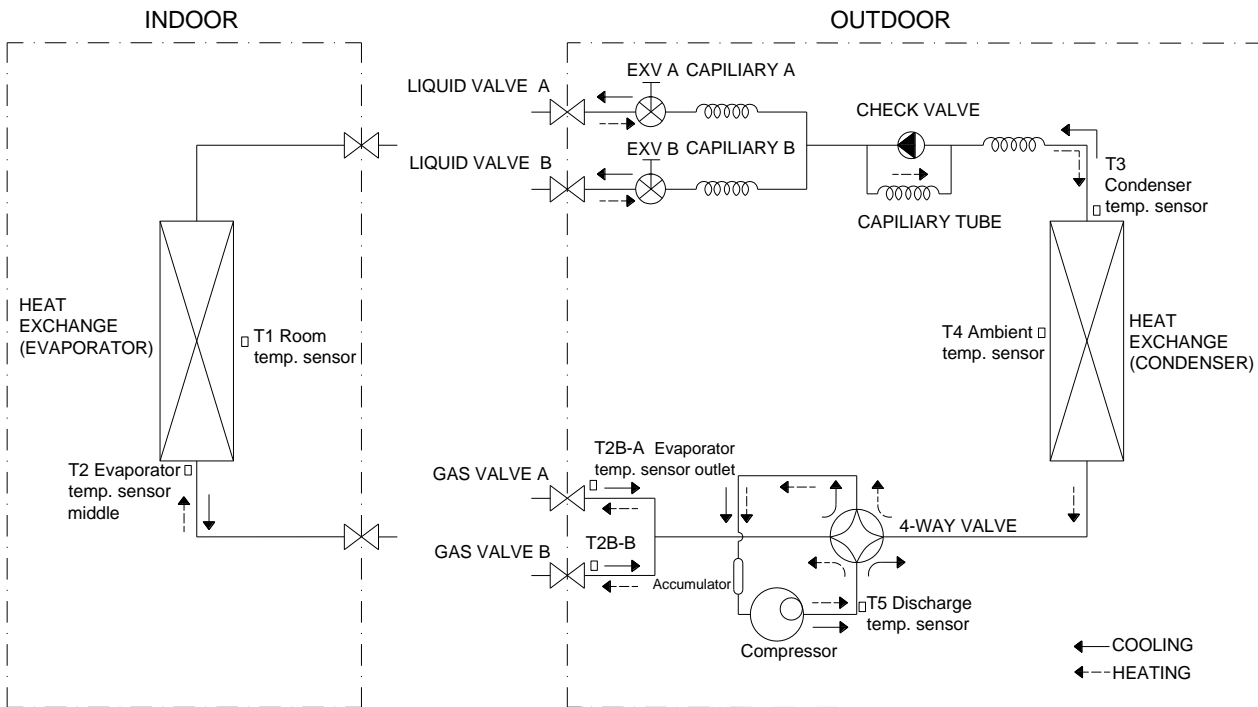 INDOOR
OUTDOOR
LIQUID VALVE A
EXV A CAPILIARY A
LIQUID VALVE B
EXV B CAPILIARY B
CHECK VALVE
CAPILIARY TUBE
T3
Condenser
temp. sensor
HEAT
EXCHANGE
(EVAPORATOR)
T1 Room
temp. sensor
T4 Ambient
temp. sensor
HEAT
EXCHANGE
(CONDENSER)
T2 Evaporator
temp. sensor
middle
GAS VALVE A
T2B-A Evaporator
temp. sensor outlet
GAS VALVE B
T2B-B
4-WAY VALVE
Accumulator
T5 Discharge
temp. sensor
Compressor
COOLING
HEATING